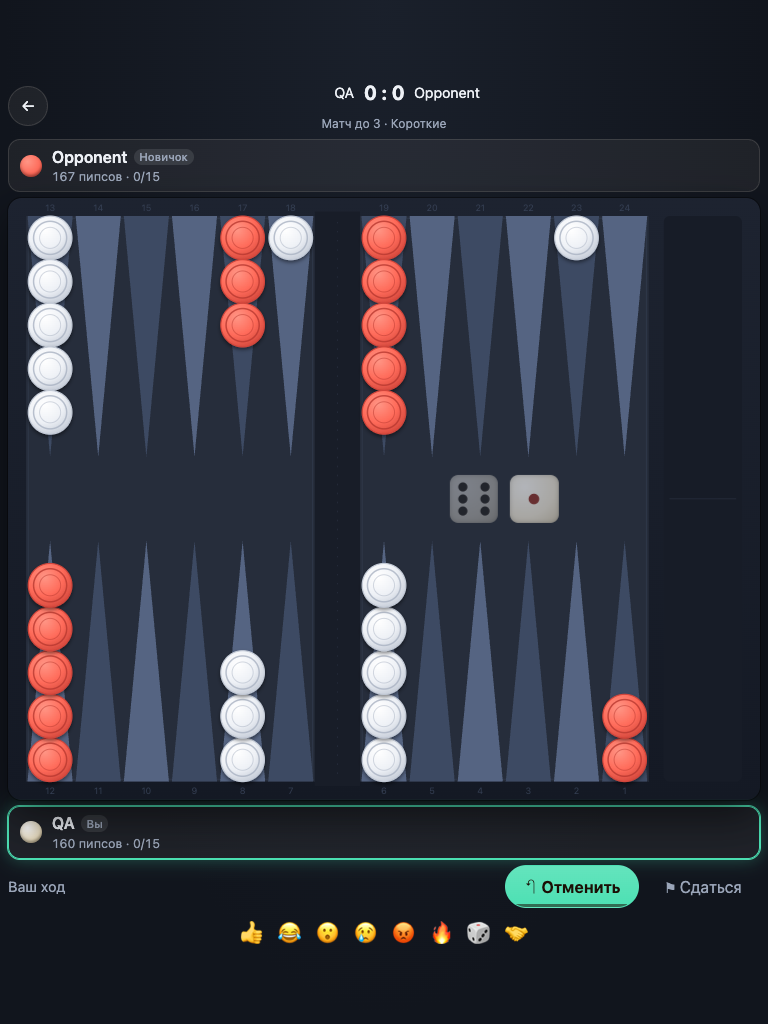 QA 0 : 0 Opponent
Матч до 3 · Короткие
Opponent Новичок
167 пипсов · 0/15
13 14 15 16 17 18 19 20 21 22 23 24
12 11 10 9 8 7 6 5 4 3 2 1
QA Вы
160 пипсов · 0/15
Ваш ход
Отменить
Сдаться